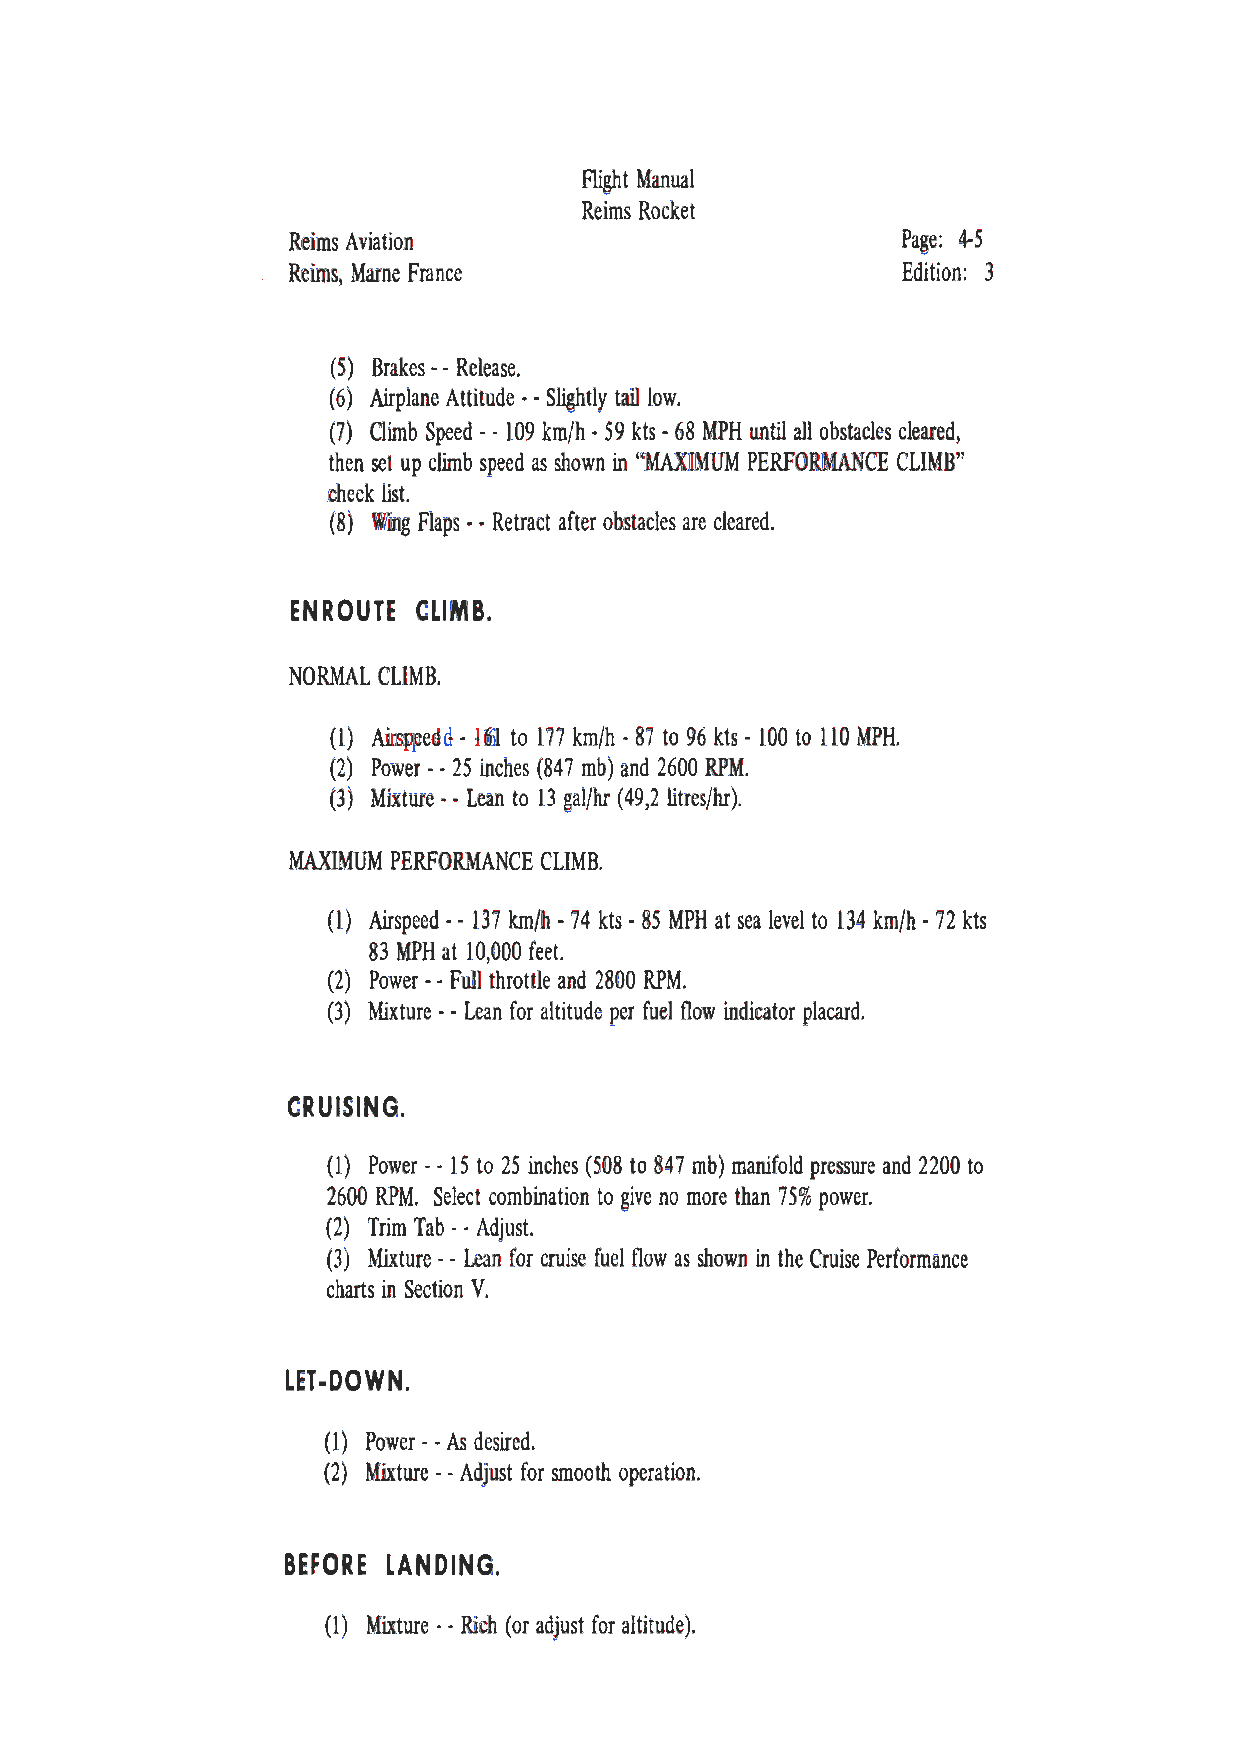 Flight Manual
Reims Rocket
Reims Aviation Page: 4-5
Reims, Marne France Edition: 3
(5) Brakes - - Release.
(6) Airplane Attitude - - Slightly tail low.
(7) Climb Speed - - 109 km/h - 59 kts - 68 MPH until all obstacles cleared,
then set up climb speed as shown in “MAXIMUM PERFORMANCE CLIMB”
check list.
(8) Wing Flaps - - Retract after obstacles are cleared.
ENROUTE CLIMB.
NORMAL CLIMB.
(1) Airspeed - - 161 to 177 km/h - 87 to 96 kts - 100 to 110 MPH.
(2) Power - - 25 inches (847 mb) and 2600 RPM.
(3) Mixture - - Lean to 13 gal/hr (49,2 litres/hr).
MAXIMUM PERFORMANCE CLIMB.
(1) Airspeed - - 137 km/h - 74 kts - 85 MPH at sea level to 134 km/h - 72 kts
83 MPH at 10,000 feet.
(2) Power - - Full throttle and 2800 RPM.
(3) Mixture - - Lean for altitude per fuel flow indicator placard.
CRUISING.
(1) Power - - 15 to 25 inches (508 to 847 mb) manifold pressure and 2200 to
2600 RPM. Select combination to give no more than 75% power.
(2) Trim Tab - - Adjust.
(3) Mixture - - Lean for cruise fuel flow as shown in the Cruise Performance
charts in Section V.
LET-DOWN.
(1) Power - - As desired.
(2) Mixture - - Adjust for smooth operation.
BEFORE LANDING.
(1) Mixture - - Rich (or adjust for altitude).